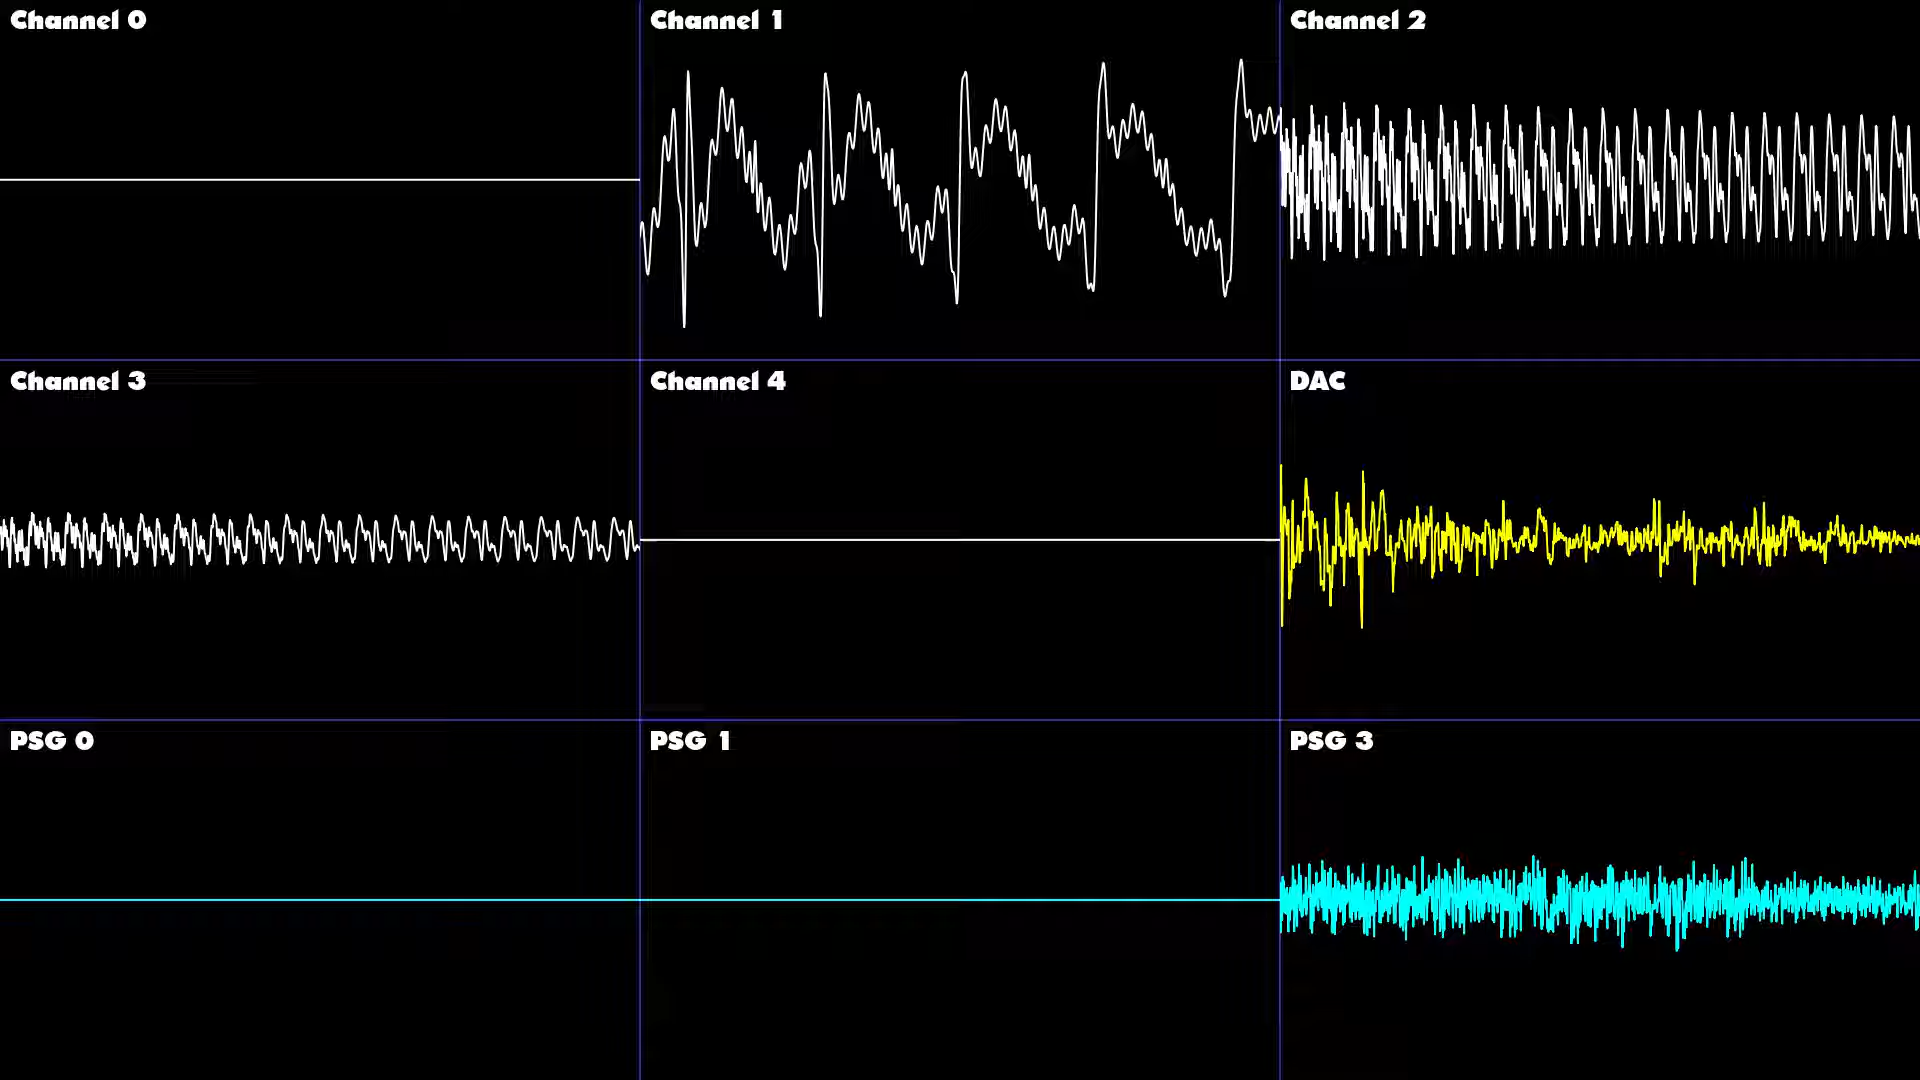 Channel 0
Channel 1
Channel 2
Channel 3
Channel 4
DAC
PSG 0
PSG 1
PSG 3